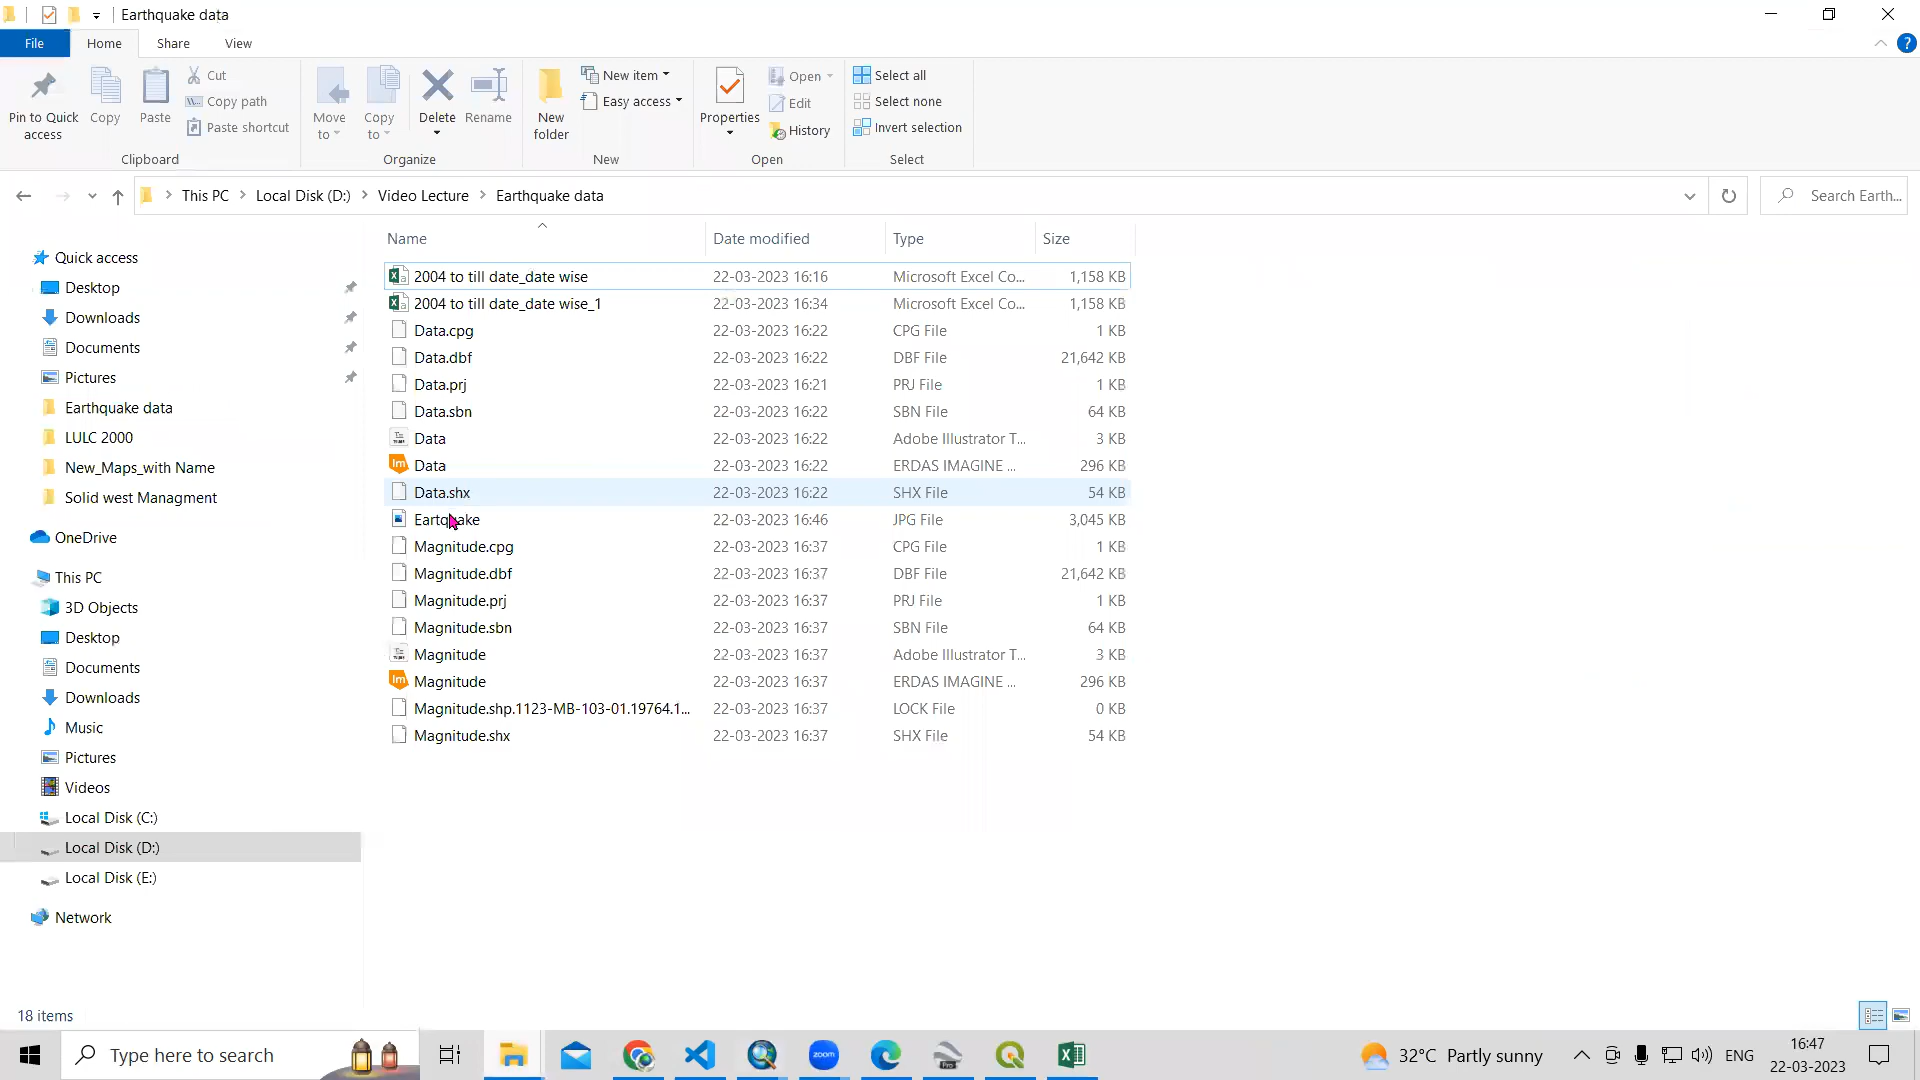 Earthquake data
File Home Share View
Pin to Quick access
Copy
Paste
Cut
Copy path
Paste shortcut
Clipboard
Move to
Copy to
Delete
Rename
Organize
New folder
New item
Easy access
New
Properties
Open
Edit
History
Open
Select all
Select none
Invert selection
Select
This PC > Local Disk (D:) > Video Lecture > Earthquake data
Search Earth...
Quick access
Desktop
Downloads
Documents
Pictures
Earthquake data
LULC 2000
New_Maps_with Name
Solid west Managment
OneDrive
This PC
3D Objects
Desktop
Documents
Downloads
Music
Pictures
Videos
Local Disk (C:)
Local Disk (D:)
Local Disk (E:)
Network
Name Date modified Type Size
2004 to till date_date wise 22-03-2023 16:16 Microsoft Excel Co... 1,158 KB
2004 to till date_date wise_1 22-03-2023 16:34 Microsoft Excel Co... 1,158 KB
Data.cpg 22-03-2023 16:22 CPG File 1 KB
Data.dbf 22-03-2023 16:22 DBF File 21,642 KB
Data.prj 22-03-2023 16:21 PRJ File 1 KB
Data.sbn 22-03-2023 16:22 SBN File 64 KB
Data 22-03-2023 16:22 Adobe Illustrator T... 3 KB
Data 22-03-2023 16:22 ERDAS IMAGINE ... 296 KB
Data.shx 22-03-2023 16:22 SHX File 54 KB
Eartquake 22-03-2023 16:46 JPG File 3,045 KB
Magnitude.cpg 22-03-2023 16:37 CPG File 1 KB
Magnitude.dbf 22-03-2023 16:37 DBF File 21,642 KB
Magnitude.prj 22-03-2023 16:37 PRJ File 1 KB
Magnitude.sbn 22-03-2023 16:37 SBN File 64 KB
Magnitude 22-03-2023 16:37 Adobe Illustrator T... 3 KB
Magnitude 22-03-2023 16:37 ERDAS IMAGINE ... 296 KB
Magnitude.shp.1123-MB-103-01.19764.1... 22-03-2023 16:37 LOCK File 0 KB
Magnitude.shx 22-03-2023 16:37 SHX File 54 KB
18 items
Type here to search
zoom
32°C Partly sunny
ENG
16:47
22-03-2023